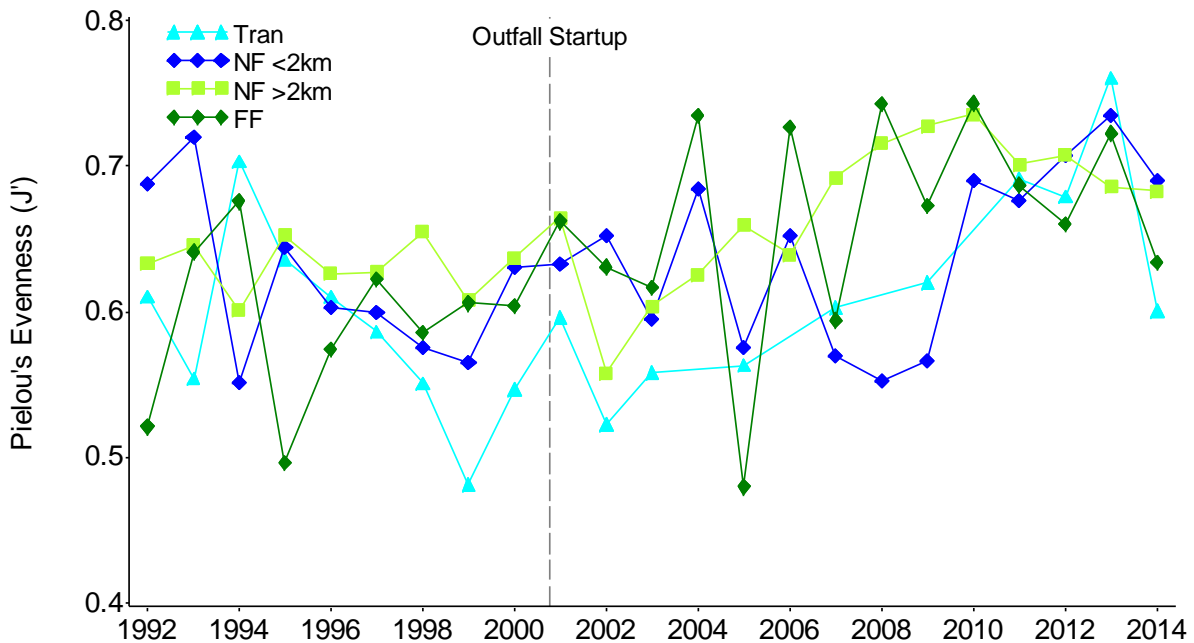 0.8
Tran
NF <2km
NF >2km
FF
Outfall Startup
0.7
0.6
0.5
0.4
Pielou's Evenness (J')
1992 1994 1996 1998 2000 2002 2004 2006 2008 2010 2012 2014